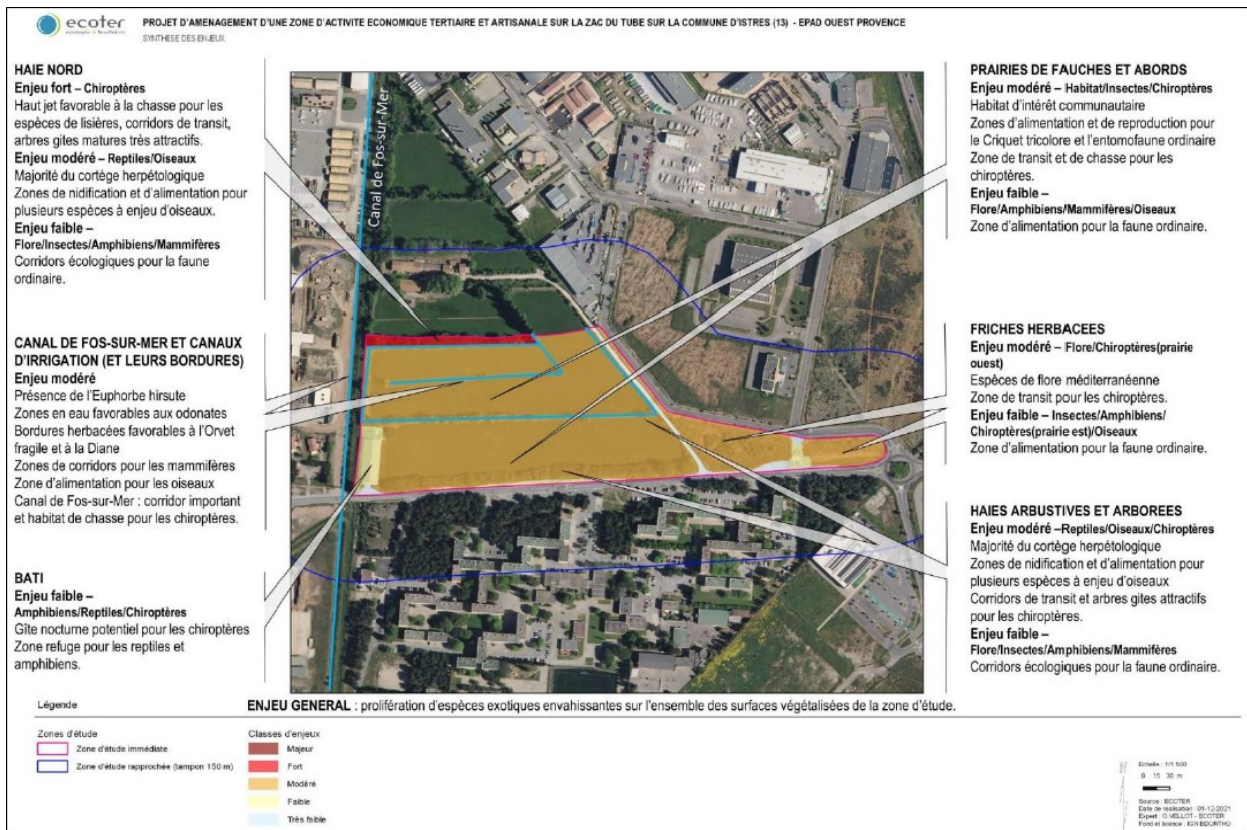 ecoter
écologie & territoires
PROJET D'AMENAGEMENT D'UNE ZONE D'ACTIVITE ECONOMIQUE TERTIAIRE ET ARTISANALE SUR LA ZAC DU TUBE SUR LA COMMUNE D'ISTRES (13) - EPAD OUEST PROVENCE
SYNTHESE DES ENJEUX
HAIE NORD
Enjeu fort – Chiroptères
Haut jet favorable à la chasse pour les
espèces de lisières, corridors de transit,
arbres gites matures très attractifs.
Enjeu modéré – Reptiles/Oiseaux
Majorité du cortège herpétologique
Zones de nidification et d'alimentation pour
plusieurs espèces à enjeu d'oiseaux.
Enjeu faible –
Flore/Insectes/Amphibiens/Mammifères
Corridors écologiques pour la faune
ordinaire.
CANAL DE FOS-SUR-MER ET CANAUX
D'IRRIGATION (ET LEURS BORDURES)
Enjeu modéré
Présence de l'Euphorbe hirsute
Zones en eau favorables aux odonates
Bordures herbacées favorables à l'Orvet
fragile et à la Diane
Zones de corridors pour les mammifères
Zone d'alimentation pour les oiseaux
Canal de Fos-sur-Mer : corridor important
et habitat de chasse pour les chiroptères.
BATI
Enjeu faible –
Amphibiens/Reptiles/Chiroptères
Gîte nocturne potentiel pour les chiroptères
Zone refuge pour les reptiles et
amphibiens.
Canal de Fos-sur-Mer
PRAIRIES DE FAUCHES ET ABORDS
Enjeu modéré – Habitat/Insectes/Chiroptères
Habitat d'intérêt communautaire
Zones d'alimentation et de reproduction pour
le Criquet tricolore et l'entomofaune ordinaire
Zone de transit et de chasse pour les
chiroptères.
Enjeu faible –
Flore/Amphibiens/Mammifères/Oiseaux
Zone d'alimentation pour la faune ordinaire.
FRICHES HERBACEES
Enjeu modéré – Flore/Chiroptères(prairie
ouest)
Espèces de flore méditerranéenne
Zone de transit pour les chiroptères.
Enjeu faible – Insectes/Amphibiens/
Chiroptères(prairie est)/Oiseaux
Zone d'alimentation pour la faune ordinaire.
HAIES ARBUSTIVES ET ARBOREES
Enjeu modéré –Reptiles/Oiseaux/Chiroptères
Majorité du cortège herpétologique
Zones de nidification et d'alimentation pour
plusieurs espèces à enjeu d'oiseaux
Corridors de transit et arbres gites attractifs
pour les chiroptères.
Enjeu faible –
Flore/Insectes/Amphibiens/Mammifères
Corridors écologiques pour la faune ordinaire.
ENJEU GENERAL : prolifération d'espèces exotiques envahissantes sur l'ensemble des surfaces végétalisées de la zone d'étude.
Légende
Zones d'étude
Zone d'étude immédiate
Zone d'étude rapprochée (tampon 150 m)
Classes d'enjeux
Majeur
Fort
Modéré
Faible
Très faible
Echelle : 1/1 500
0 15 30 m
Source : ECOTER
Date de réalisation : 01-12-2021
Expert : O.VELLOT - ECOTER
Fond et licence : IGN BDORTHO